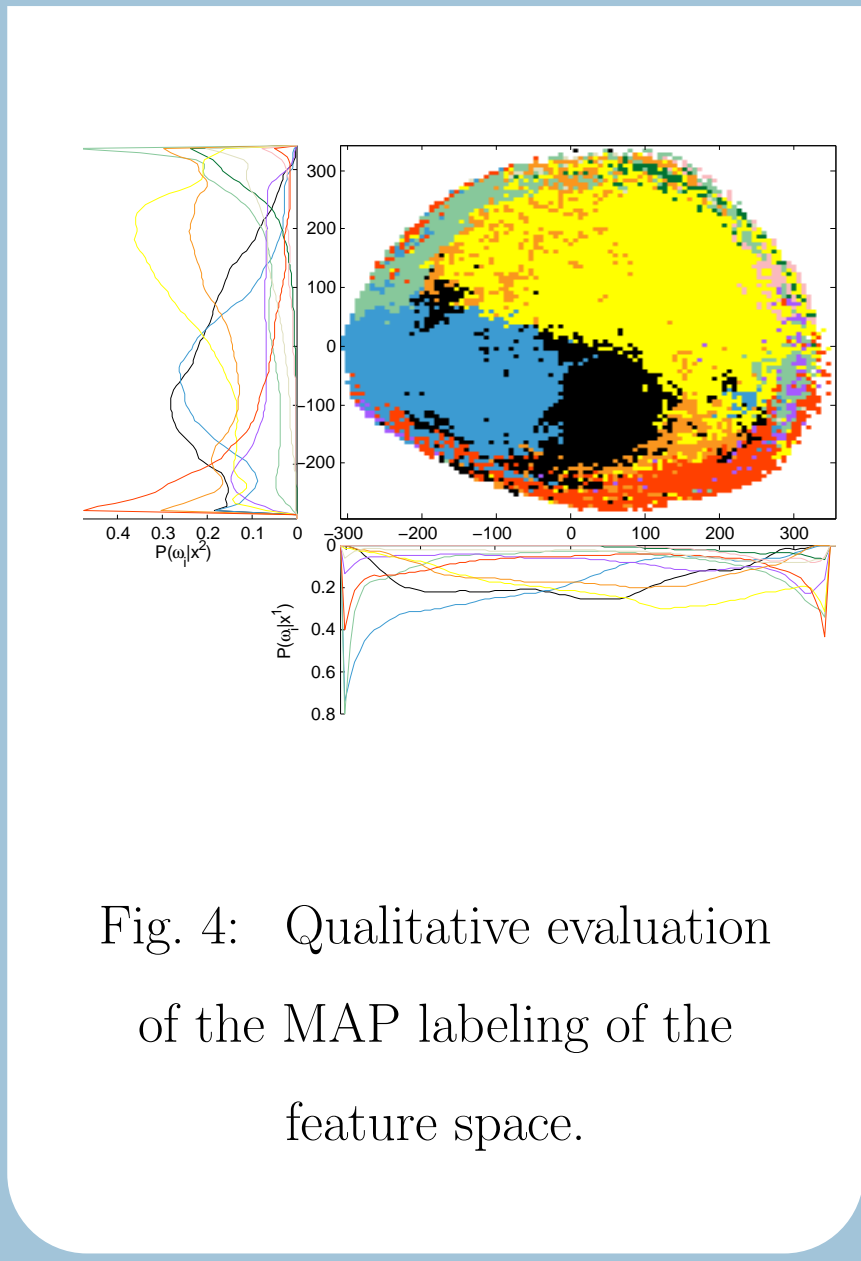 300
200
100
0
−100
−200
0.4 0.3 0.2 0.1 0
P(ω_i|x²)
−300 −200 −100 0 100 200 300
0
0.2
0.4
0.6
0.8
P(ω_i|x¹)
Fig. 4: Qualitative evaluation
of the MAP labeling of the
feature space.